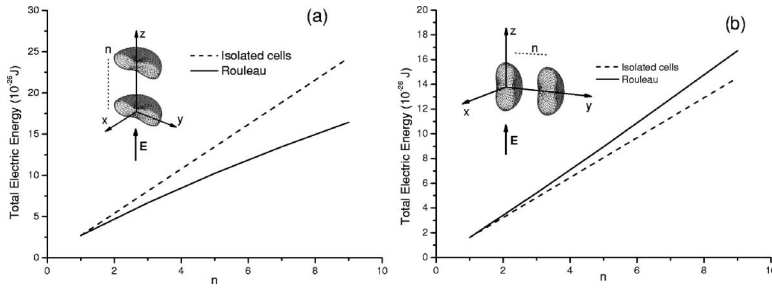 (a)
Total Electric Energy (10⁻²⁶ J)
30
25
20
15
10
5
0
0 2 4 6 8 10
n
z
n
x
y
E
Isolated cells
Rouleau
(b)
Total Electric Energy (10⁻²⁶ J)
20
18
16
14
12
10
8
6
4
2
0
0 2 4 6 8 10
n
z
n
x
y
E
Isolated cells
Rouleau